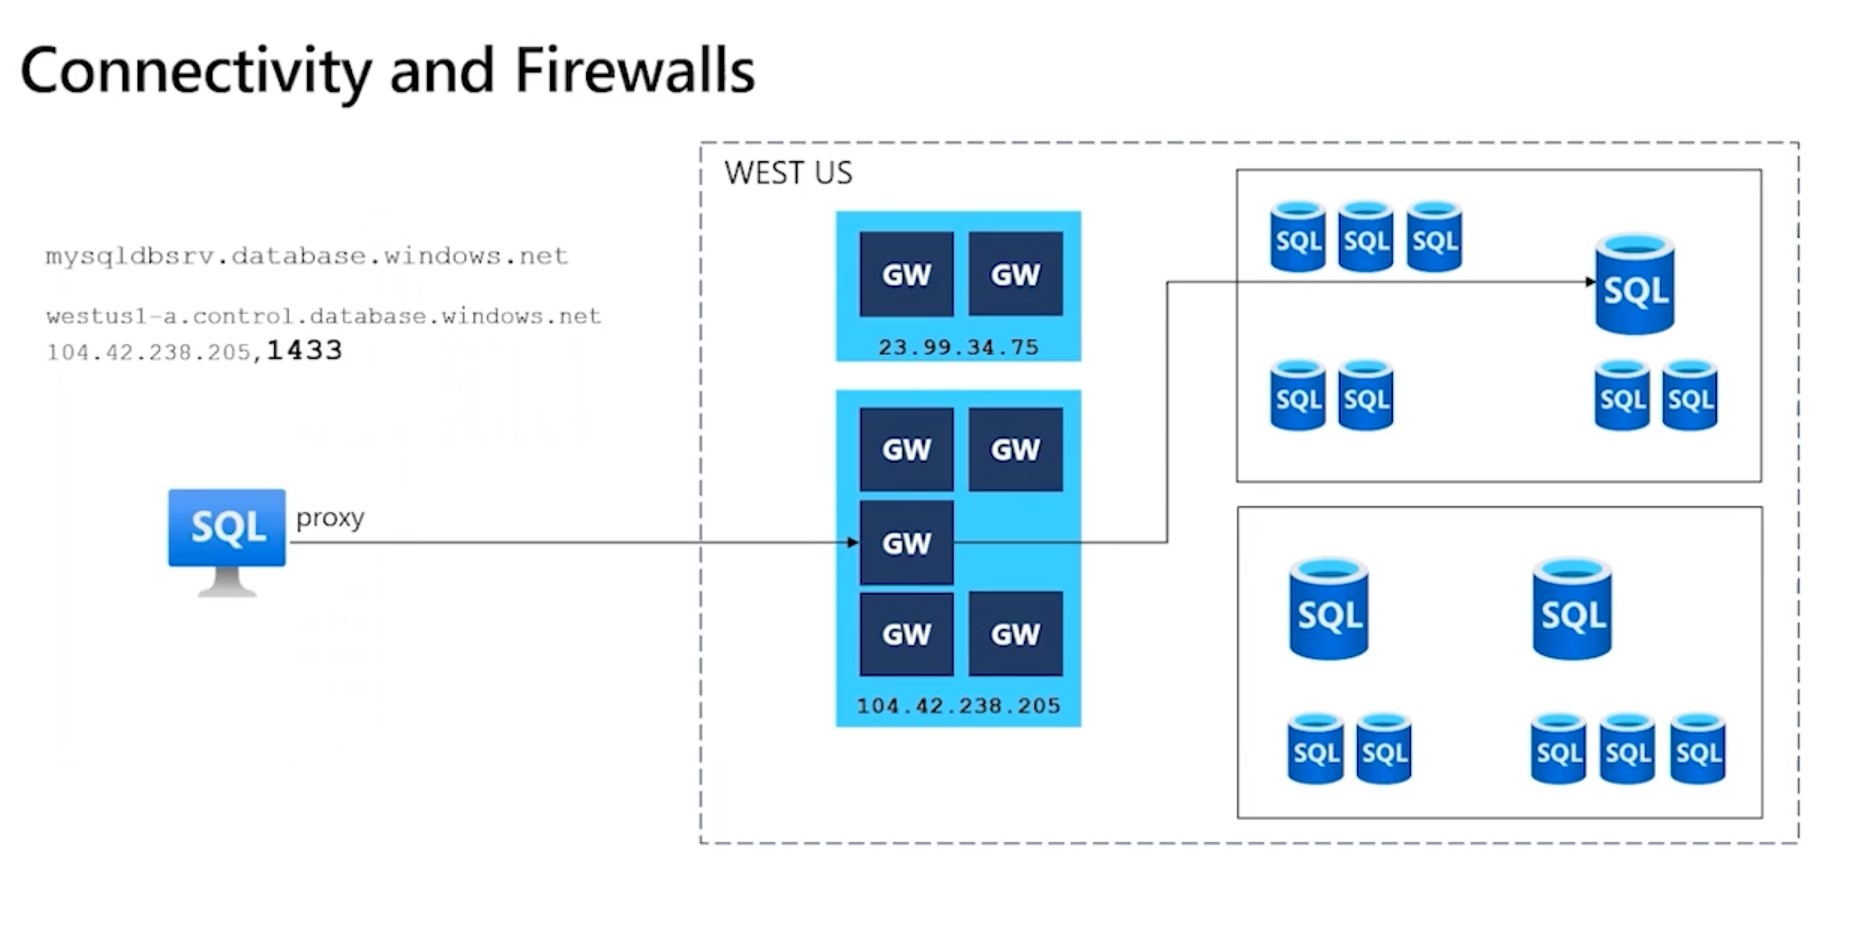 Connectivity and Firewalls
WEST US
mysqldbsrv.database.windows.net
westus1-a.control.database.windows.net
104.42.238.205,1433
SQL
proxy
GW GW
23.99.34.75
GW GW
GW
GW GW
104.42.238.205
SQL SQL SQL
SQL
SQL SQL
SQL SQL
SQL SQL
SQL SQL
SQL SQL SQL